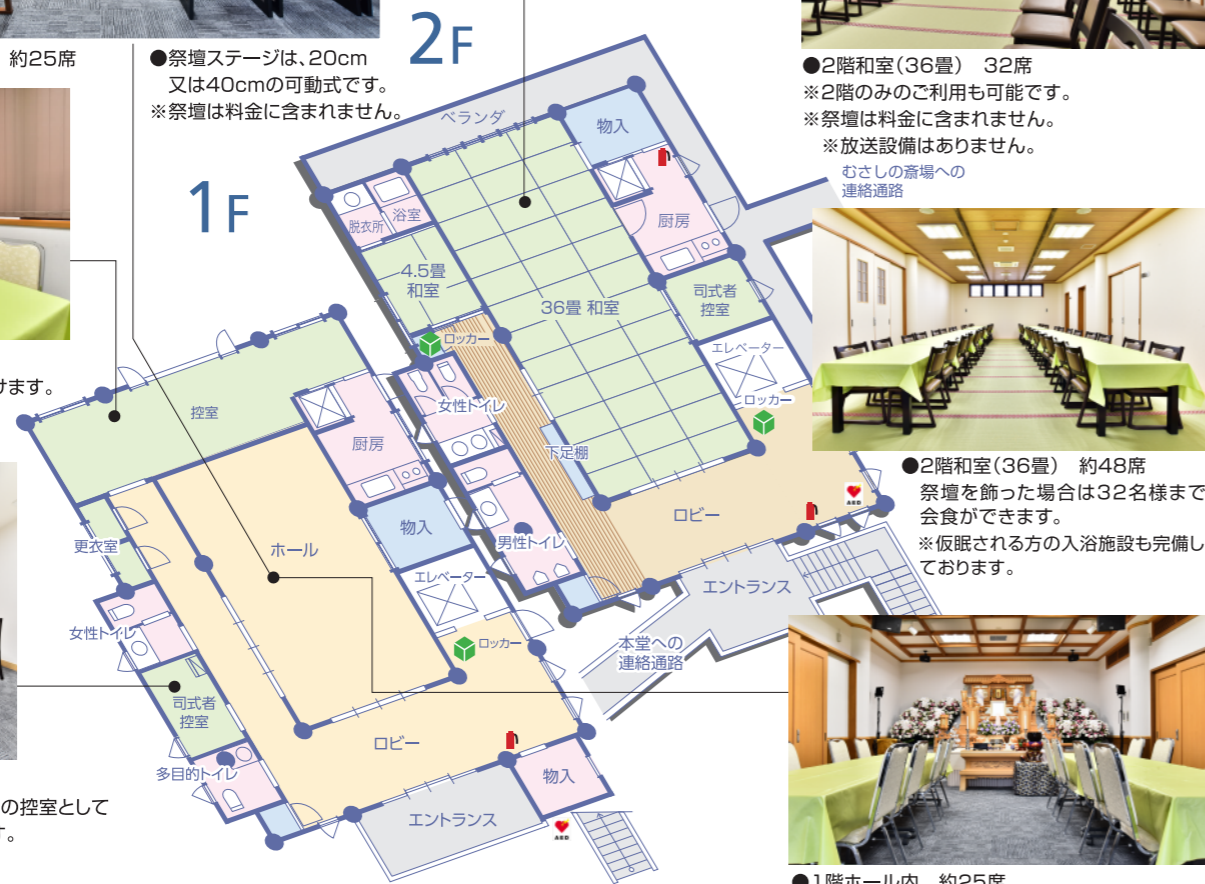 約25席
●祭壇ステージは、20cm
又は40cmの可動式です。
※祭壇は料金に含まれません。
2F
●2階和室（36畳） 32席
※2階のみのご利用も可能です。
※祭壇は料金に含まれません。
※放送設備はありません。
むさしの斎場への
連絡通路
ベランダ
物入
脱衣所
浴室
厨房
4.5畳
和室
36畳 和室
司式者
控室
エレベーター
ロッカー
ロッカー
女性トイレ
下足棚
男性トイレ
ロビー
AED
エントランス
本堂への
連絡通路
●2階和室（36畳） 約48席
祭壇を飾った場合は32名様まで
会食ができます。
※仮眠される方の入浴施設も完備し
ております。
1F
けます。
控室
厨房
物入
更衣室
ホール
エレベーター
女性トイレ
ロッカー
司式者
控室
ロビー
多目的トイレ
物入
エントランス
AED
の控室として
す。
●1階ホール内 約25席